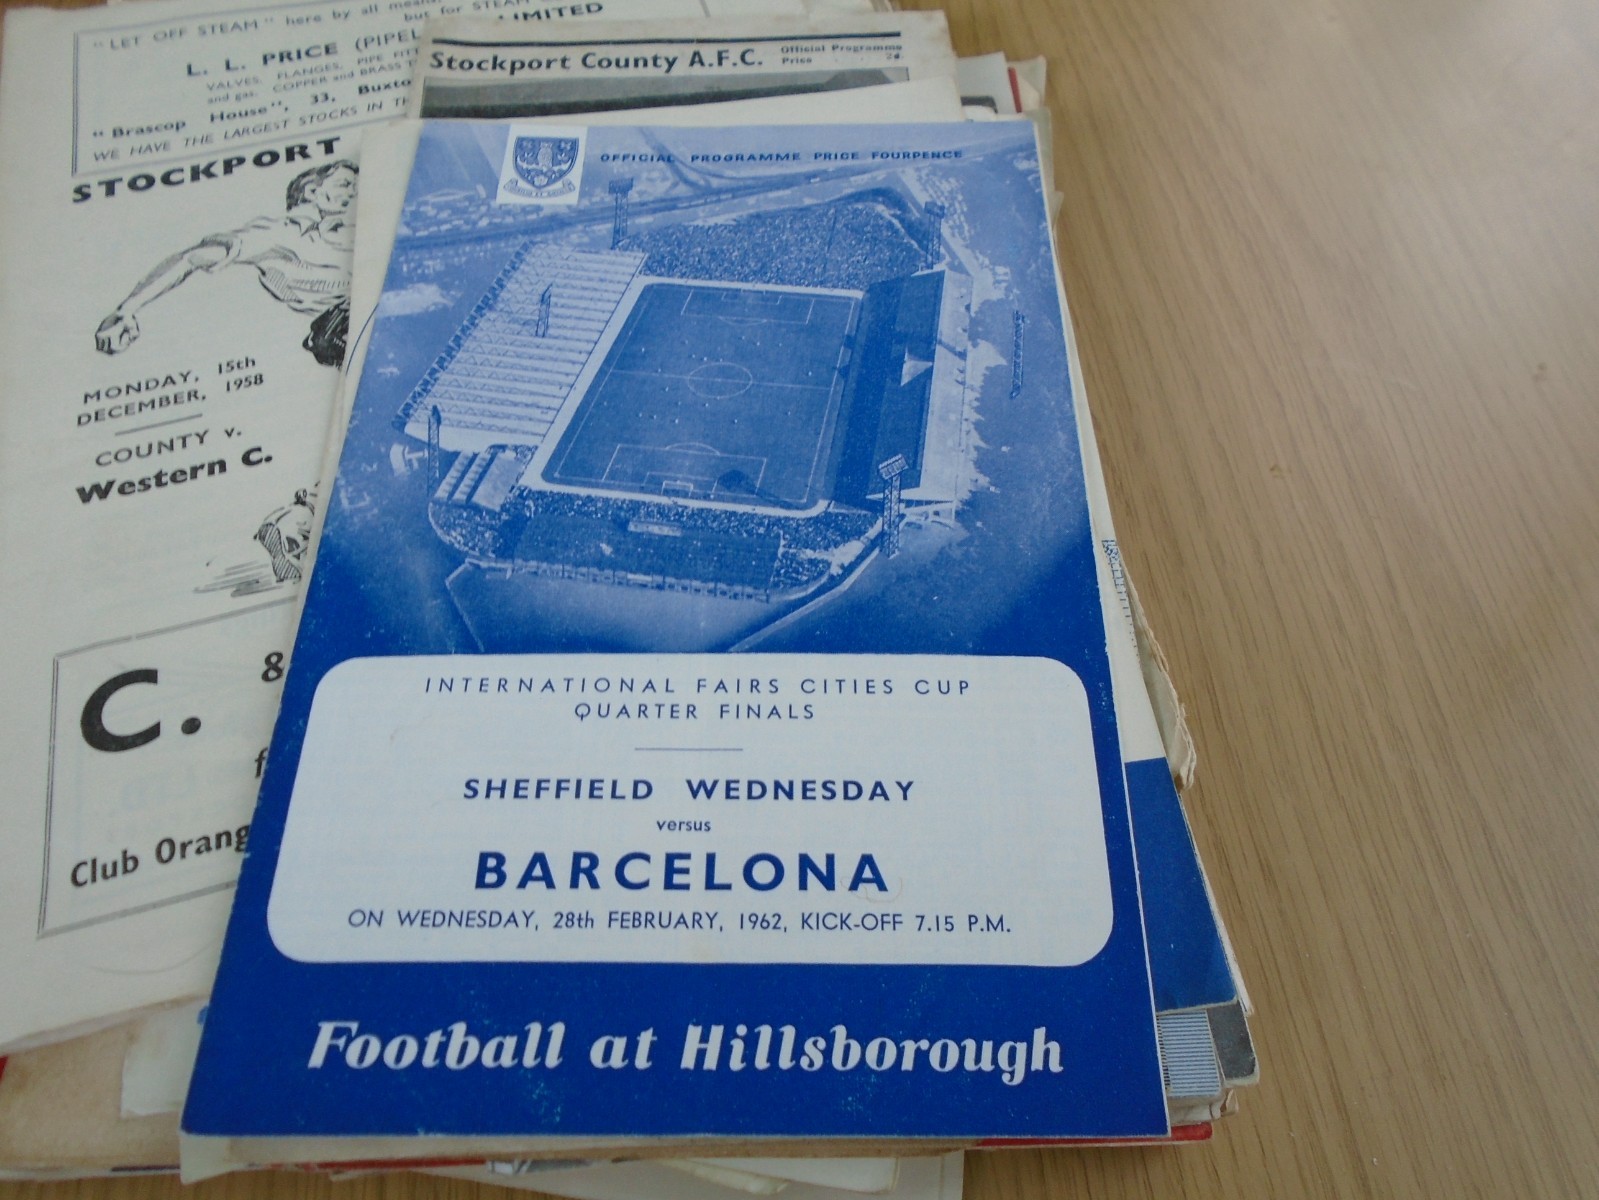 "LET OFF STEAM" here by all means,
but for STEAM
L. L. PRICE (PIPEL
LIMITED
VALVES, FLANGES, PIPE FITT
and gas. COPPER and BRASS T
"Brascop House", 33, Buxto
WE HAVE THE LARGEST STOCKS IN TH
STOCKPORT
MONDAY, 15th
DECEMBER, 1958
COUNTY v.
Western C.
C.
8
f
Club Orang
Stockport County A.F.C.
Official Programme
Price
OFFICIAL PROGRAMME PRICE FOURPENCE
INTERNATIONAL FAIRS CITIES CUP
QUARTER FINALS
SHEFFIELD WEDNESDAY
versus
BARCELONA
ON WEDNESDAY, 28th FEBRUARY, 1962, KICK-OFF 7.15 P.M.
Football at Hillsborough